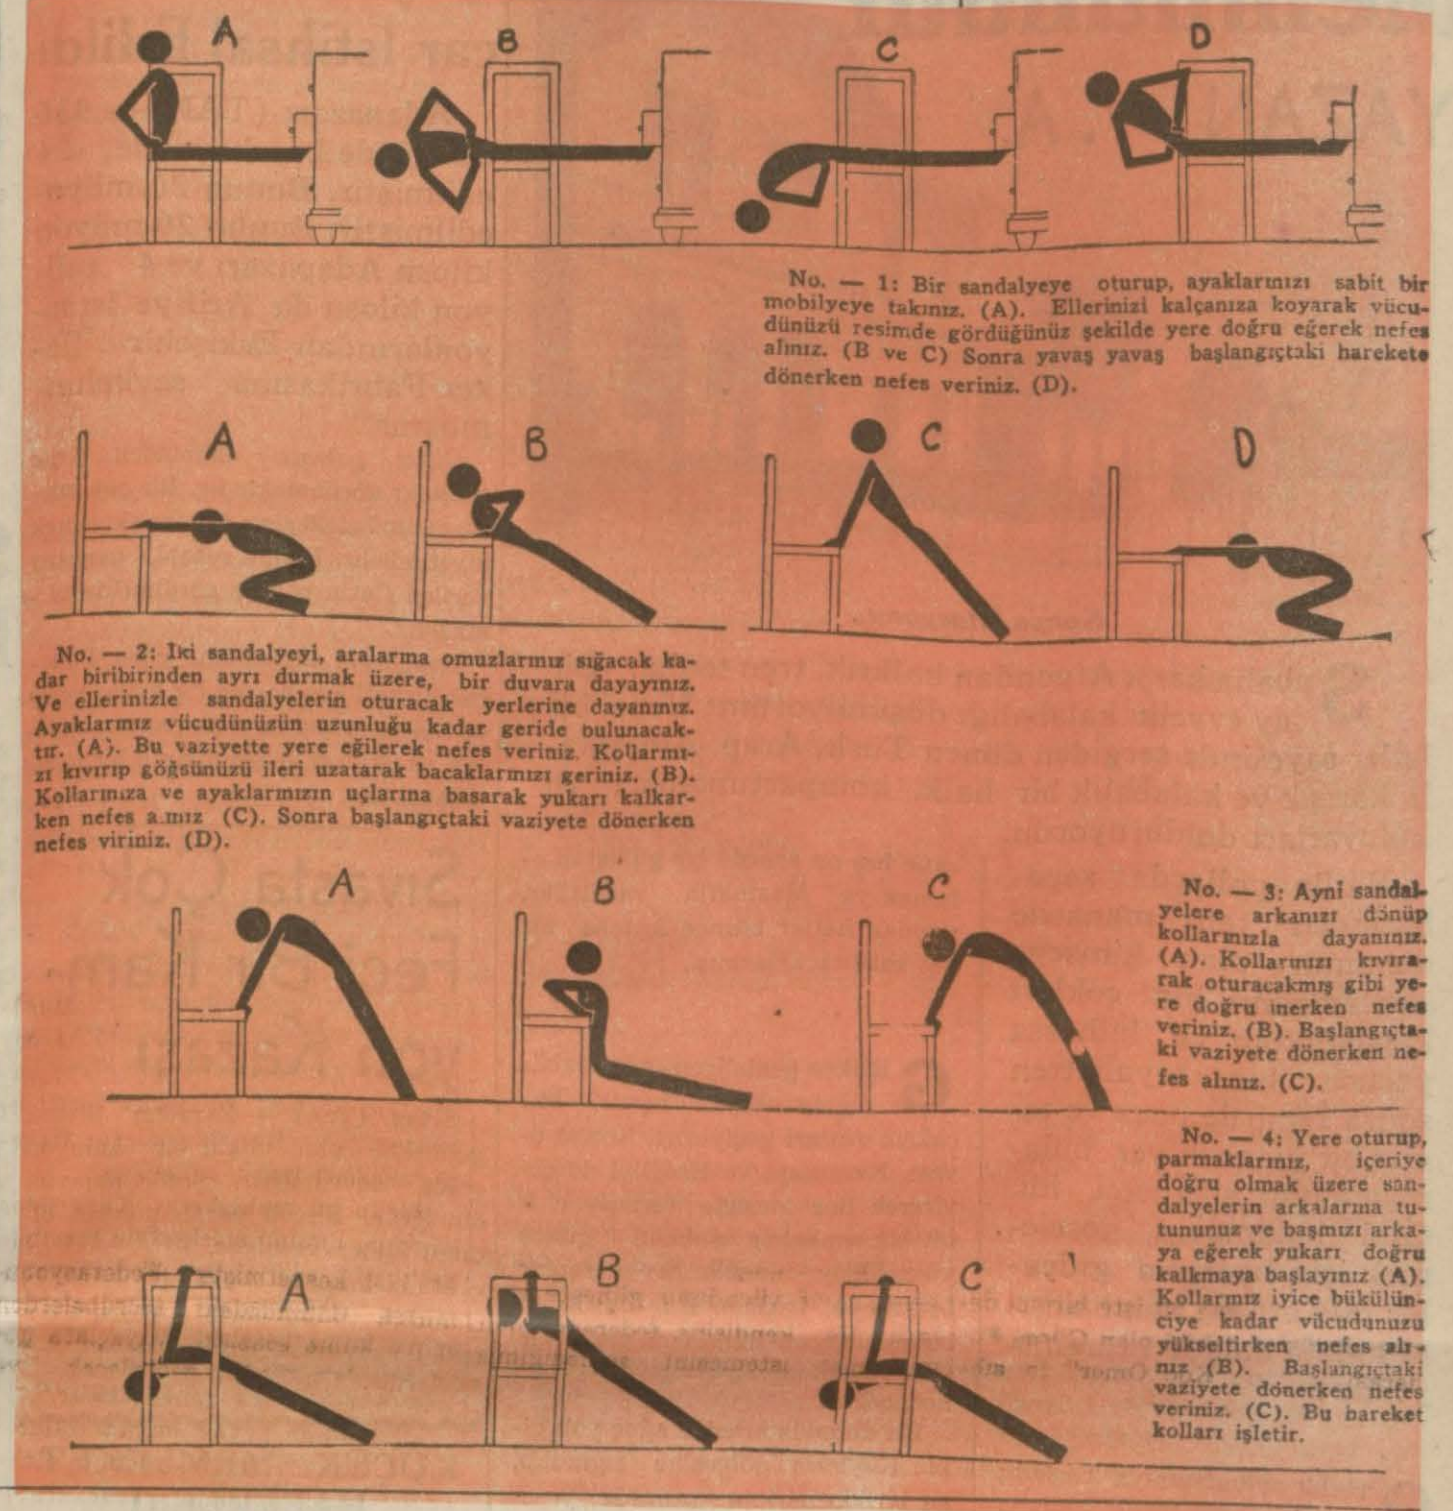 A B C D
No. — 1: Bir sandalyeye oturup, ayaklarınızı sabit bir
mobilyeye takınız. (A). Ellerinizi kalçanıza koyarak vücu-
dünüzü resimde gördüğünüz şekilde yere doğru eğerek nefes
alınız. (B ve C) Sonra yavaş yavaş başlangıçtaki harekete
dönerken nefes veriniz. (D).
A B C D
No. — 2: İki sandalyeyi, aralarına omuzlarınız sığacak ka-
dar biribirinden ayrı durmak üzere, bir duvara dayayınız.
Ve ellerinizle sandalyelerin oturacak yerlerine dayanınız.
Ayaklarınız vücudünüzün uzunluğu kadar geride bulunacak-
tır. (A). Bu vaziyette yere eğilerek nefes veriniz. Kollarını-
zı kıvırıp göğsünüzü ileri uzatarak bacaklarınızı geriniz. (B).
Kollarınıza ve ayaklarınızın uçlarına basarak yukarı kalkar-
ken nefes a.ınız (C). Sonra başlangıçtaki vaziyete dönerken
nefes viriniz. (D).
A B C
No. — 3: Ayni sandal-
yelere arkanızı dönüp
kollarınızla dayanınız.
(A). Kollarınızı kıvıra-
rak oturacakmış gibi ye-
re doğru inerken nefes
veriniz. (B). Başlangıçta-
ki vaziyete dönerken ne-
fes alınız. (C).
No. — 4: Yere oturup,
parmaklarınız, içeriye
doğru olmak üzere san-
dalyelerin arkalarına tu-
tununuz ve başınızı arka-
ya eğerek yukarı doğru
kalkmaya başlayınız (A).
Kollarınız iyice bükülün-
ciye kadar vücudunuzu
yükseltirken nefes alı-
nız (B). Başlangıçtaki
vaziyete dönerken nefes
veriniz. (C). Bu hareket
kolları işletir.
A B C